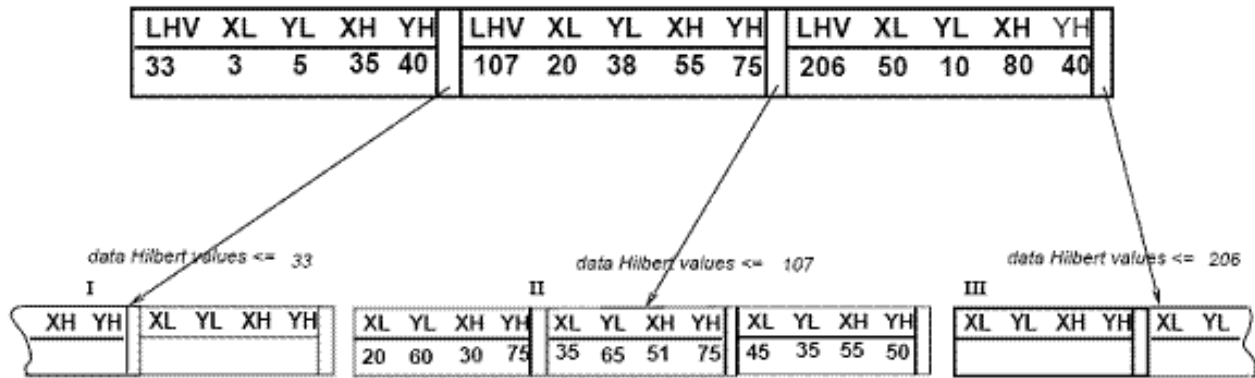 LHV XL YL XH YH LHV XL YL XH YH LHV XL YL XH YH
33 3 5 35 40 107 20 38 55 75 206 50 10 80 40
data Hilbert values <= 33 data Hilbert values <= 107 data Hilbert values <= 206
I II III
XH YH XL YL XH YH XL YL XH YH XL YL XH YH XL YL XH YH XL YL XH YH XL YL
20 60 30 75 35 65 51 75 45 35 55 50